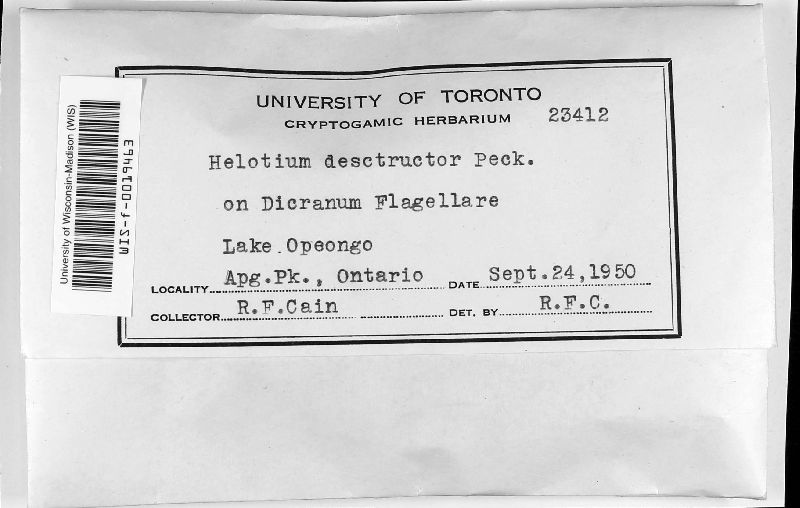 UNIVERSITY OF TORONTO
CRYPTOGAMIC HERBARIUM 23412
Helotium desctructor Peck.
on Dicranum Flagellare
Lake Opeongo
LOCALITY Apg.Pk., Ontario DATE Sept.24,1950
COLLECTOR R.F.Cain DET. BY R.F.C.
University of Wisconsin-Madison (WIS)
WIS-f-0019463